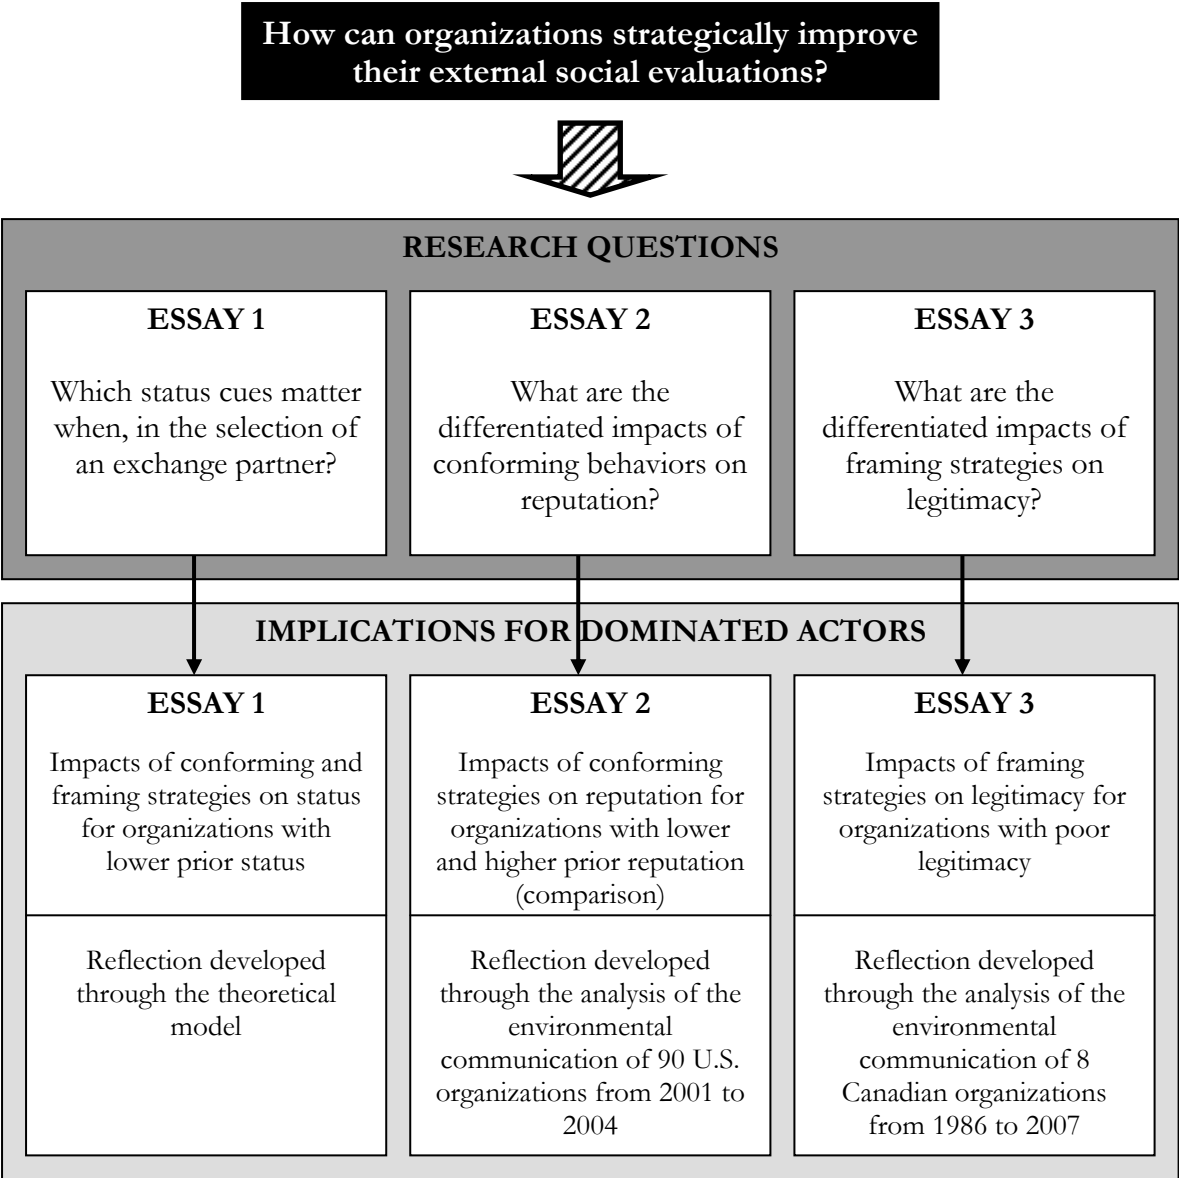 How can organizations strategically improve
their external social evaluations?
RESEARCH QUESTIONS
ESSAY 1
Which status cues matter
when, in the selection of
an exchange partner?
ESSAY 2
What are the
differentiated impacts of
conforming behaviors on
reputation?
ESSAY 3
What are the
differentiated impacts of
framing strategies on
legitimacy?
IMPLICATIONS FOR DOMINATED ACTORS
ESSAY 1
Impacts of conforming and
framing strategies on status
for organizations with
lower prior status
Reflection developed
through the theoretical
model
ESSAY 2
Impacts of conforming
strategies on reputation for
organizations with lower
and higher prior reputation
(comparison)
Reflection developed
through the analysis of the
environmental
communication of 90 U.S.
organizations from 2001 to
2004
ESSAY 3
Impacts of framing
strategies on legitimacy for
organizations with poor
legitimacy
Reflection developed
through the analysis of the
environmental
communication of 8
Canadian organizations
from 1986 to 2007